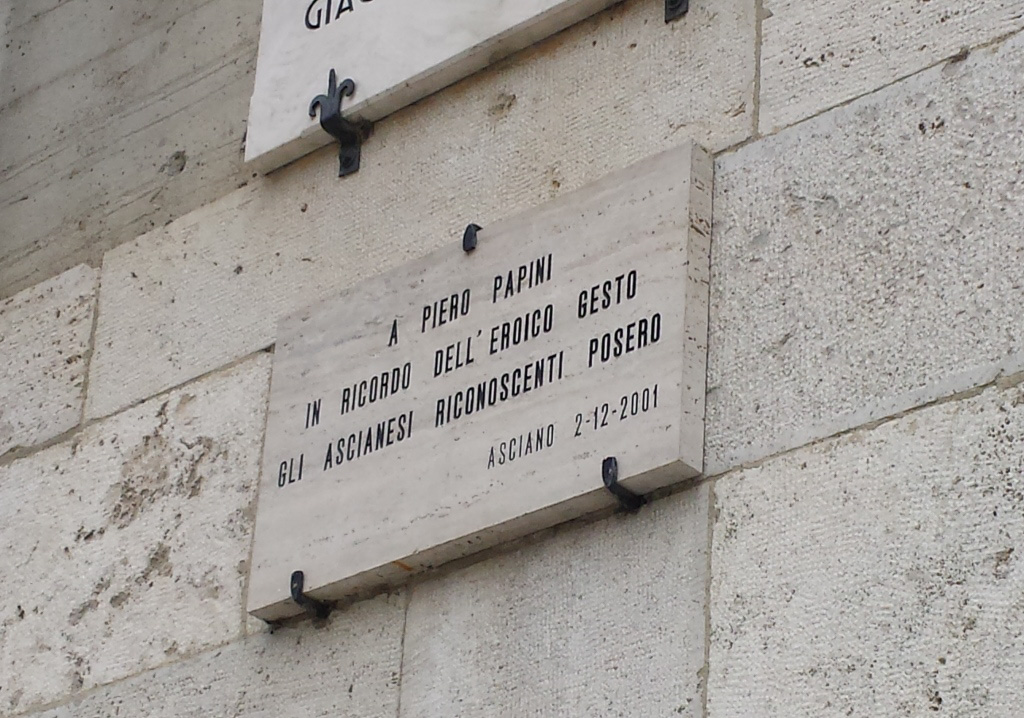 A PIERO PAPINI
IN RICORDO DELL'EROICO GESTO
GLI ASCIANESI RICONOSCENTI POSERO
ASCIANO 2-12-2001